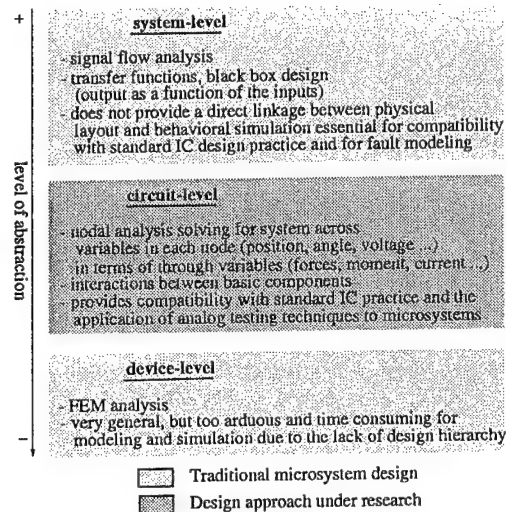 +
system-level
- signal flow analysis
- transfer functions, black box design
(output as a function of the inputs)
- does not provide a direct linkage between physical
layout and behavioral simulation essential for compatibility
with standard IC design practice and for fault modeling
level of abstraction
circuit-level
- nodal analysis solving for system across
variables in each node (position, angle, voltage ...)
in terms of through variables (forces, moment, current...)
- interactions between basic components
- provides compatibility with standard IC practice and the
application of analog testing techniques to microsystems
device-level
- FEM analysis
- very general, but too arduous and time consuming for
modeling and simulation due to the lack of design hierarchy
–
Traditional microsystem design
Design approach under research